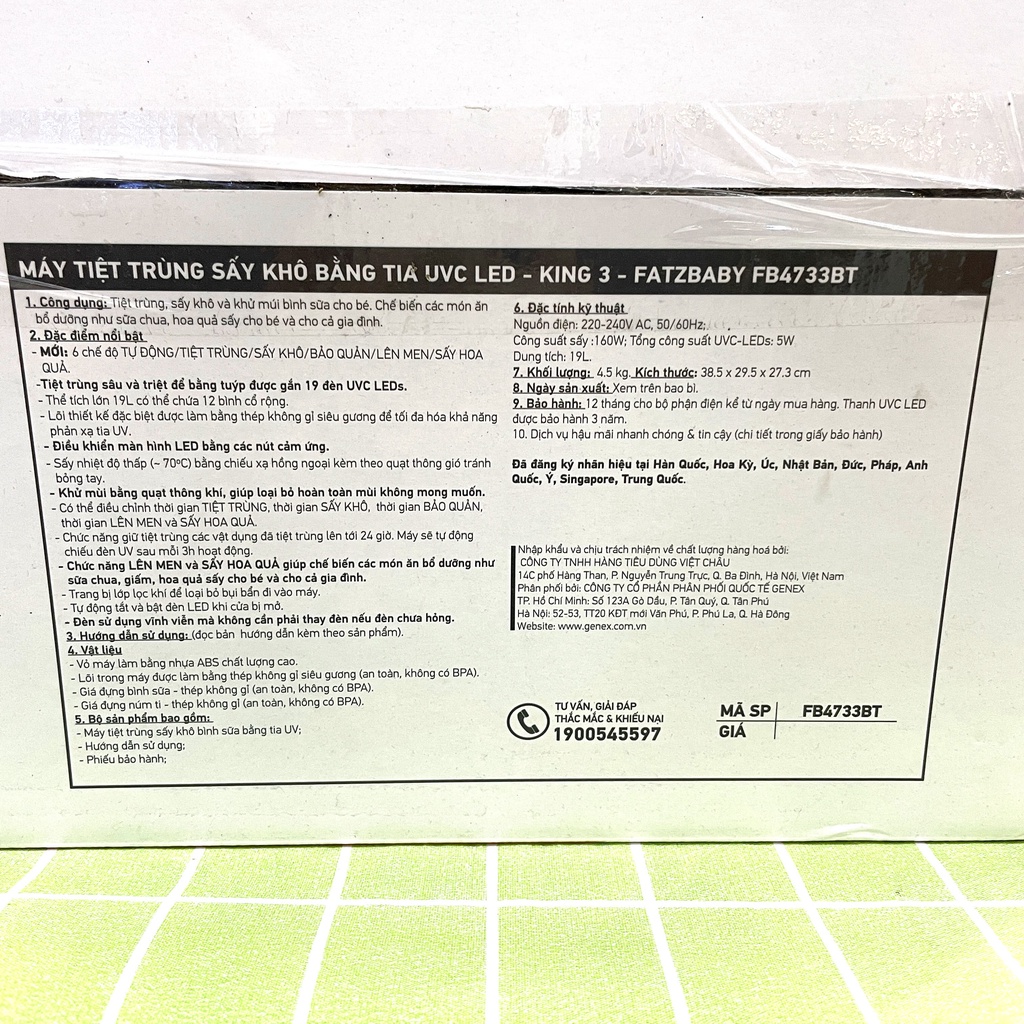 MÁY TIỆT TRÙNG SẤY KHÔ BẰNG TIA UVC LED - KING 3 - FATZBABY FB4733BT
1. Công dụng: Tiệt trùng, sấy khô và khử múi bình sữa cho bé. Chế biến các món ăn
bổ dưỡng như sữa chua, hoa quả sấy cho bé và cho cả gia đình.
2. Đặc điểm nổi bật
- MỚI: 6 chế độ TỰ ĐỘNG/TIỆT TRÙNG/SẤY KHÔ/BẢO QUẢN/LÊN MEN/SẤY HOA
QUẢ.
-Tiệt trùng sâu và triệt để bằng tuýp được gắn 19 đèn UVC LEDs.
- Thể tích lớn 19L có thể chứa 12 bình cổ rộng.
- Lõi thiết kế đặc biệt được làm bằng thép không gỉ siêu gương để tối đa hóa khả năng
phản xạ tia UV.
- Điều khiển màn hình LED bằng các nút cảm ứng.
- Sấy nhiệt độ thấp (~ 70ºC) bằng chiếu xạ hồng ngoại kèm theo quạt thông gió tránh
bỏng tay.
- Khử mùi bằng quạt thông khí, giúp loại bỏ hoàn toàn mùi không mong muốn.
- Có thể điều chỉnh thời gian TIỆT TRÙNG, thời gian SẤY KHÔ, thời gian BẢO QUẢN,
thời gian LÊN MEN và SẤY HOA QUẢ.
- Chức năng giữ tiệt trùng các vật dụng đã tiệt trùng lên tới 24 giờ. Máy sẽ tự động
chiếu đèn UV sau mỗi 3h hoạt động.
- Chức năng LÊN MEN và SẤY HOA QUẢ giúp chế biến các món ăn bổ dưỡng như
sữa chua, giấm, hoa quả sấy cho bé và cho cả gia đình.
- Trang bị lớp lọc khí để loại bỏ bụi bẩn đi vào máy.
- Tự động tắt và bật đèn LED khi cửa bị mở.
- Đèn sử dụng vĩnh viễn mà không cần phải thay đèn nếu đèn chưa hỏng.
3. Hướng dẫn sử dụng: (đọc bản hướng dẫn kèm theo sản phẩm).
4. Vật liệu
- Vỏ máy làm bằng nhựa ABS chất lượng cao.
- Lõi trong máy được làm bằng thép không gỉ siêu gương (an toàn, không có BPA).
- Giá đựng bình sữa - thép không gỉ (an toàn, không có BPA).
- Giá đựng núm ti - thép không gỉ (an toàn, không có BPA).
5. Bộ sản phẩm bao gồm:
- Máy tiệt trùng sấy khô bình sữa bằng tia UV;
- Hướng dẫn sử dụng;
- Phiếu bảo hành;
6. Đặc tính kỹ thuật
Nguồn điện: 220-240V AC, 50/60Hz;
Công suất sấy :160W; Tổng công suất UVC-LEDs: 5W
Dung tích: 19L.
7. Khối lượng: 4.5 kg. Kích thước: 38.5 x 29.5 x 27.3 cm
8. Ngày sản xuất: Xem trên bao bì.
9. Bảo hành: 12 tháng cho bộ phận điện kể từ ngày mua hàng. Thanh UVC LED
được bảo hành 3 năm.
10. Dịch vụ hậu mãi nhanh chóng & tin cậy (chi tiết trong giấy bảo hành)
Đã đăng ký nhãn hiệu tại Hàn Quốc, Hoa Kỳ, Úc, Nhật Bản, Đức, Pháp, Anh
Quốc, Ý, Singapore, Trung Quốc.
Nhập khẩu và chịu trách nhiệm về chất lượng hàng hoá bởi:
CÔNG TY TNHH HÀNG TIÊU DÙNG VIỆT CHÂU
14C phố Hàng Than, P. Nguyễn Trung Trực, Q. Ba Đình, Hà Nội, Việt Nam
Phân phối bởi: CÔNG TY CỔ PHẦN PHÂN PHỐI QUỐC TẾ GENEX
TP. Hồ Chí Minh: Số 123A Gò Dầu, P. Tân Quý, Q. Tân Phú
Hà Nội: 52-53, TT20 KĐT mới Văn Phú, P. Phú La, Q. Hà Đông
Website: www.genex.com.vn
TƯ VẤN, GIẢI ĐÁP
THẮC MẮC & KHIẾU NẠI
1900545597
MÃ SP FB4733BT
GIÁ